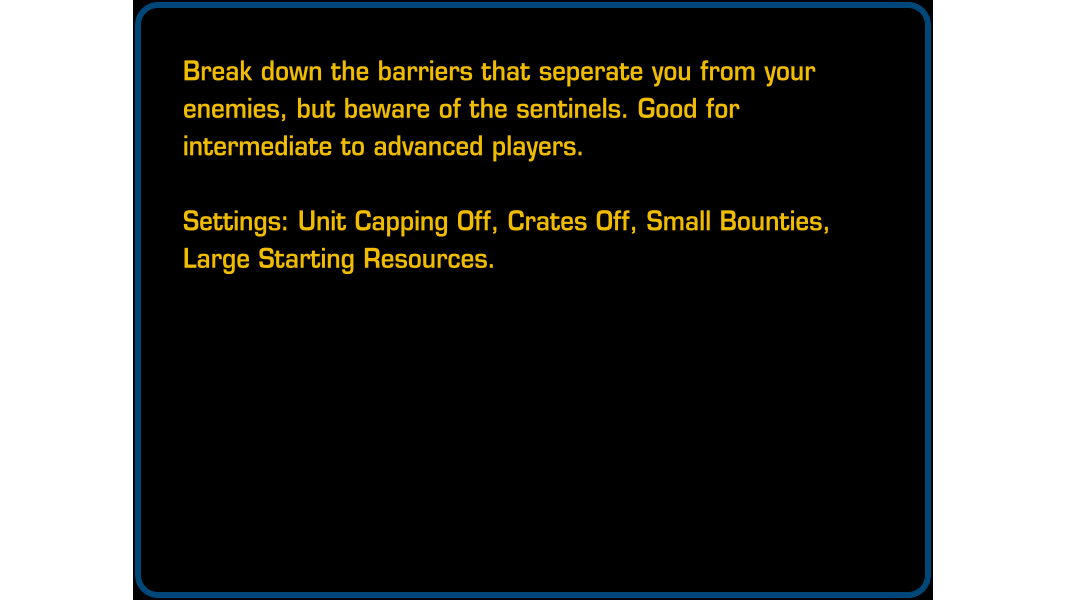 Break down the barriers that seperate you from your
enemies, but beware of the sentinels. Good for
intermediate to advanced players.
Settings: Unit Capping Off, Crates Off, Small Bounties,
Large Starting Resources.